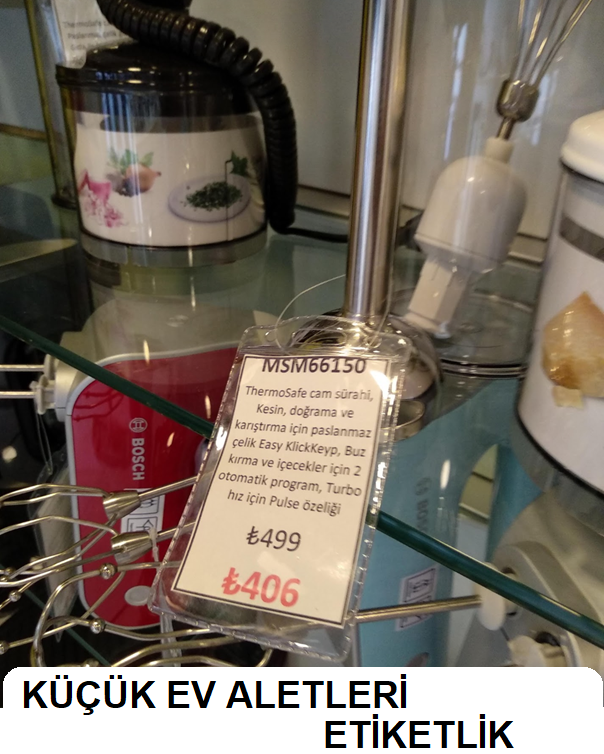 MSM66150
ThermoSafe cam sürahi,
Kesin, doğrama ve
karıştırma için paslanmaz
çelik Easy KlickKeyp, Buz
kırma ve içecekler için 2
otomatik program, Turbo
hız için Pulse özeliği
₺499
₺406
BOSCH
KÜÇÜK EV ALETLERİ
ETİKETLİK